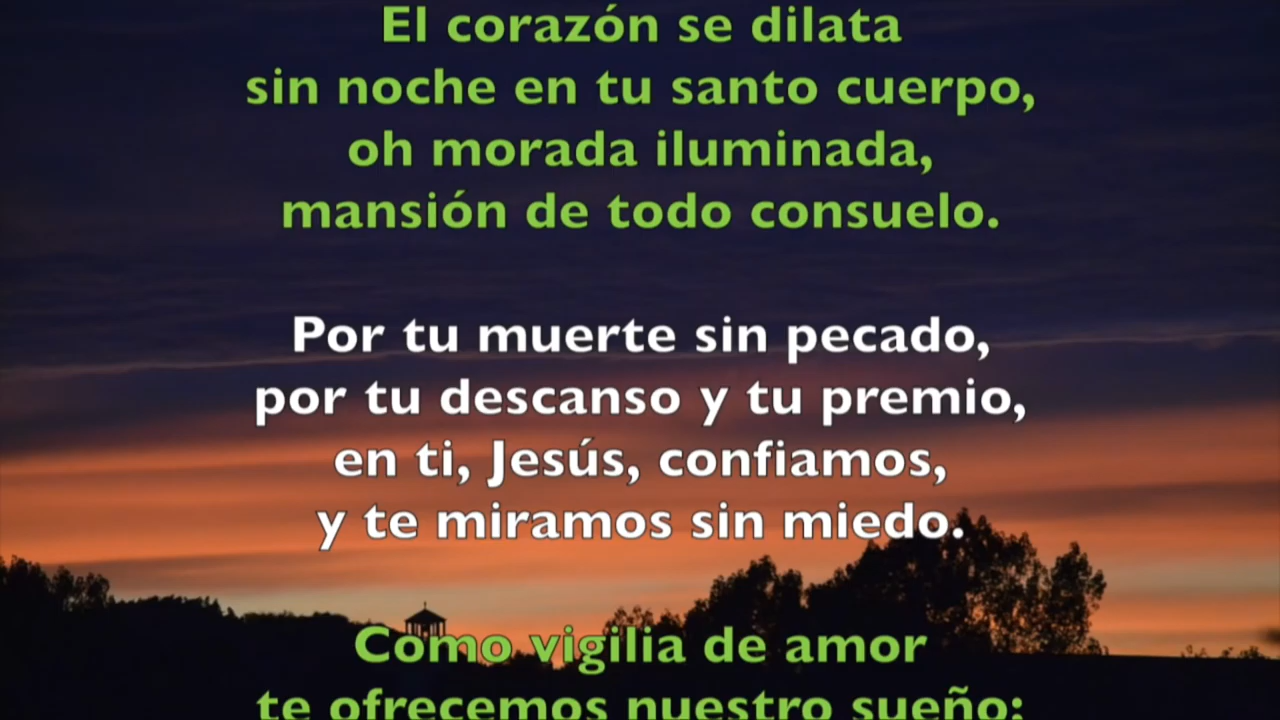 El corazón se dilata
sin noche en tu santo cuerpo,
oh morada iluminada,
mansión de todo consuelo.
Por tu muerte sin pecado,
por tu descanso y tu premio,
en ti, Jesús, confiamos,
y te miramos sin miedo.
Como vigilia de amor
te ofrecemos nuestro sueño;